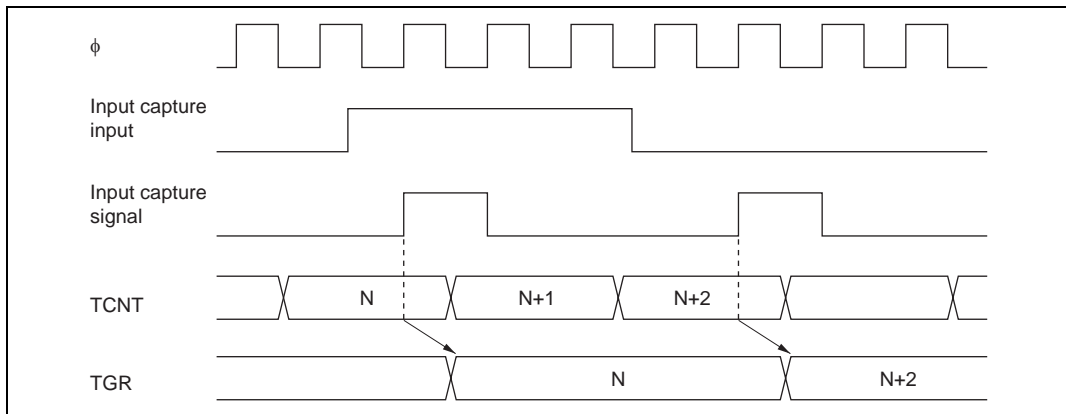 ϕ
Input capture
input
Input capture
signal
TCNT
N
N+1
N+2
TGR
N
N+2